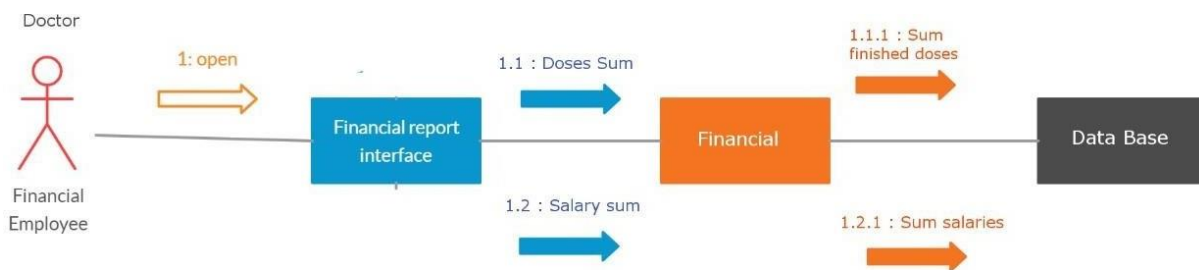 Doctor
Financial
Employee
1: open
Financial report
interface
1.1 : Doses Sum
1.2 : Salary sum
Financial
1.1.1 : Sum
finished doses
1.2.1 : Sum salaries
Data Base